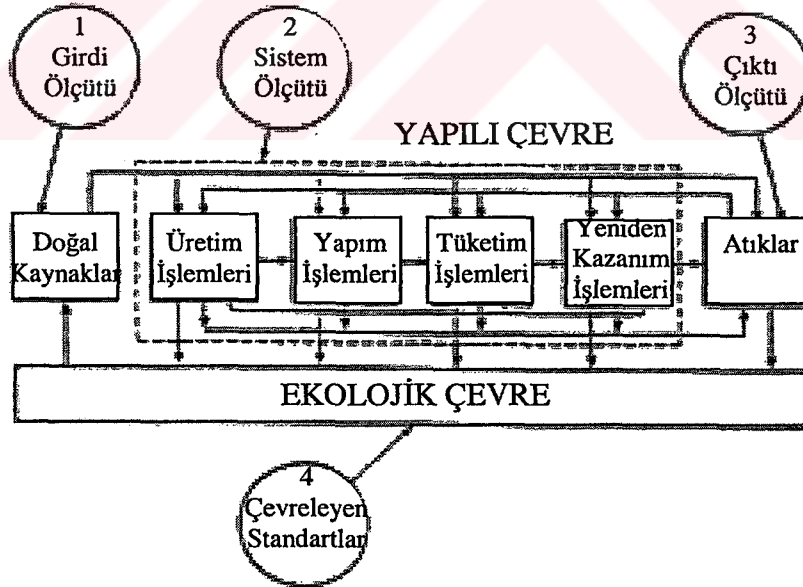 1
Girdi
Ölçütü
2
Sistem
Ölçütü
3
Çıktı
Ölçütü
YAPILI ÇEVRE
Doğal
Kaynaklar
Üretim
İşlemleri
Yapım
İşlemleri
Tüketim
İşlemleri
Yeniden
Kazanım
İşlemleri
Atıklar
EKOLOJİK ÇEVRE
4
Çevreleyen
Standartlar